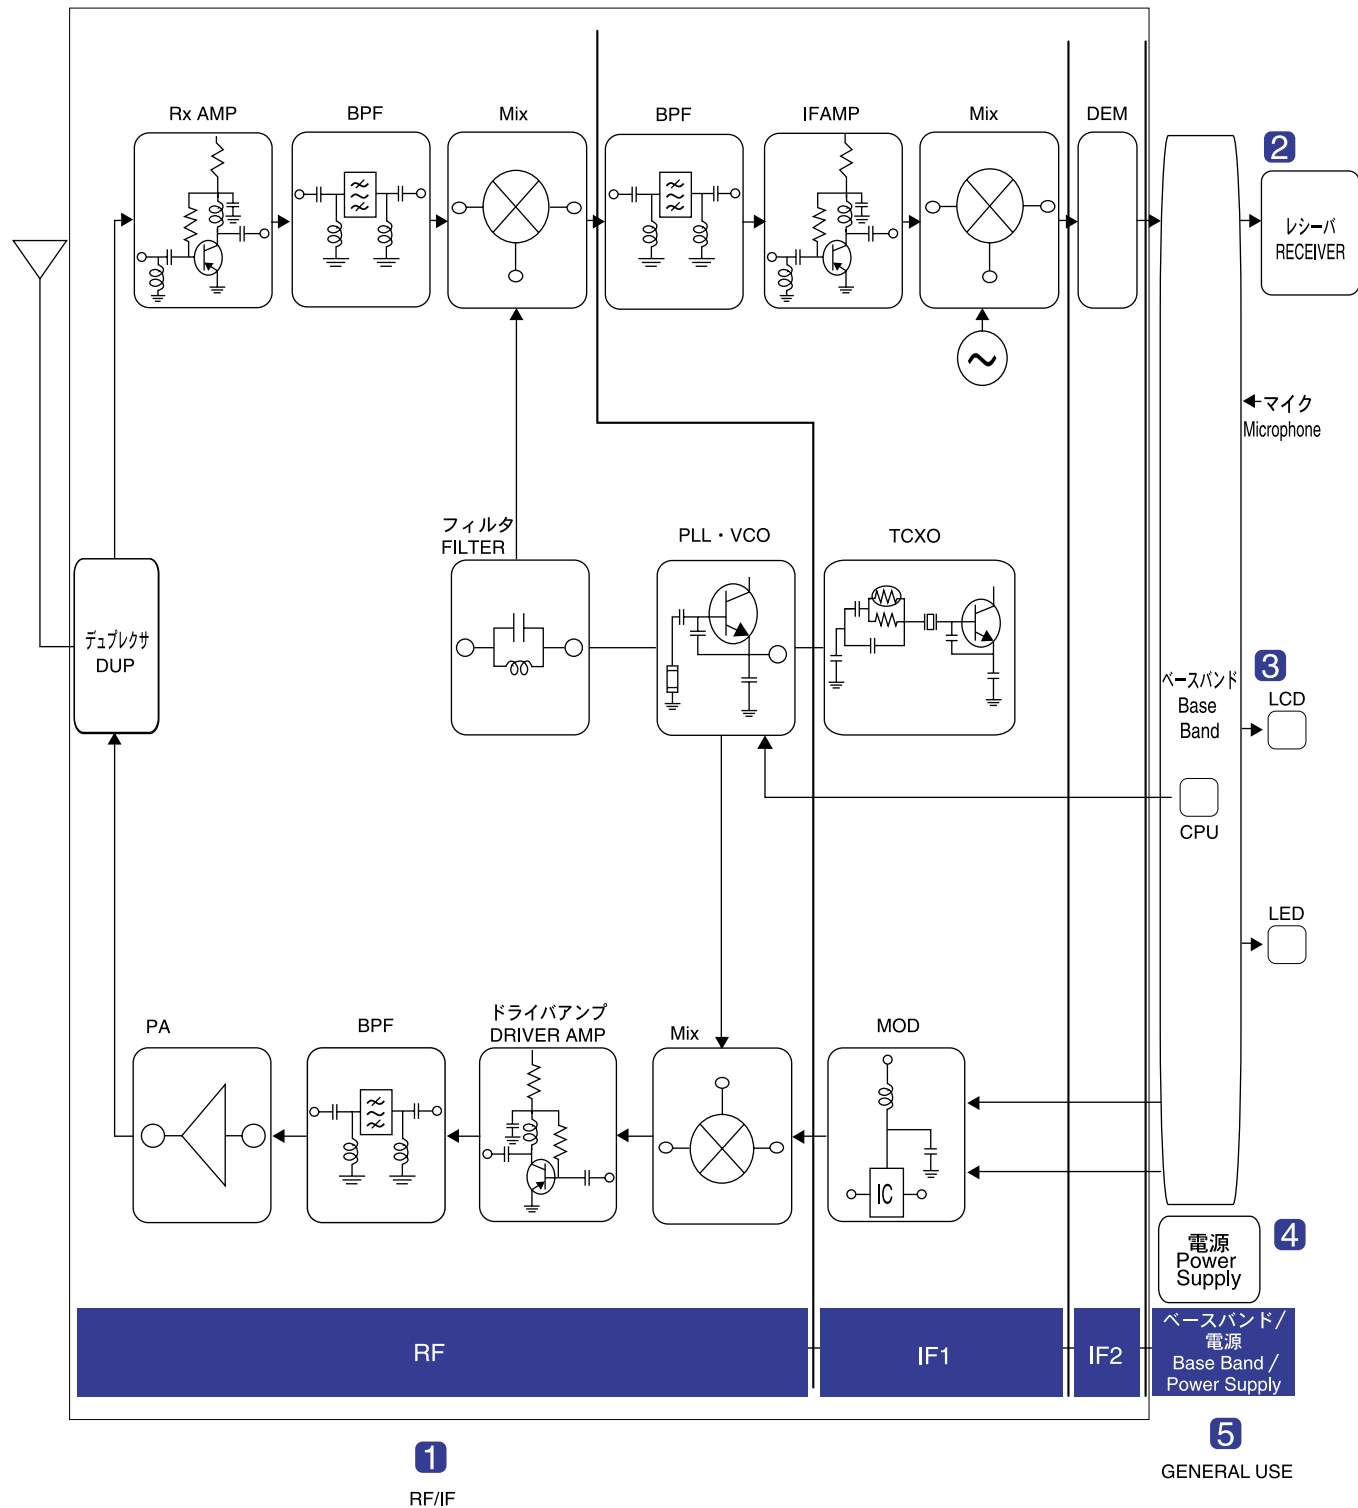 Rx AMP
BPF
Mix
BPF
IFAMP
Mix
DEM
2
レシーバ
RECEIVER
マイク
Microphone
フィルタ
FILTER
PLL・VCO
TCXO
デュプレクサ
DUP
ベースバンド
Base
Band
3
LCD
CPU
LED
PA
BPF
ドライバアンプ
DRIVER AMP
Mix
MOD
IC
電源
Power
Supply
4
RF
IF1
IF2
ベースバンド/
電源
Base Band /
Power Supply
1
RF/IF
5
GENERAL USE